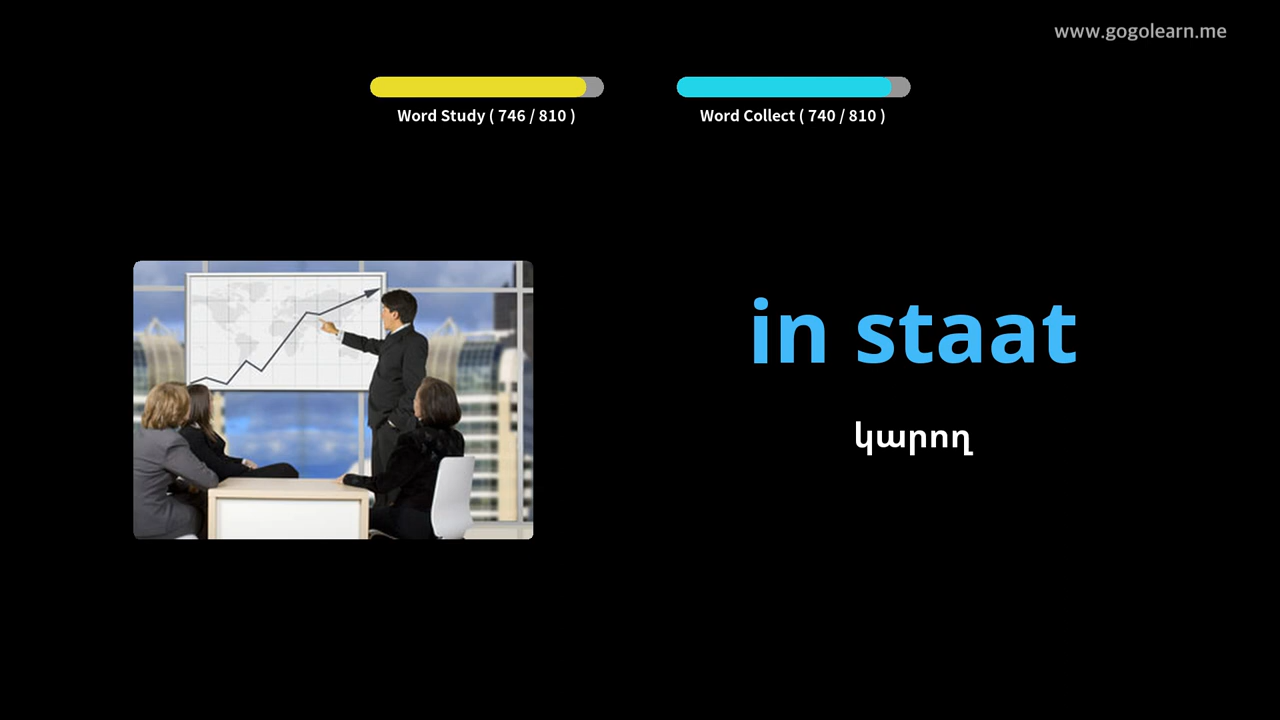 www.gogolearn.me
Word Study ( 746 / 810 )
Word Collect ( 740 / 810 )
in staat
կարող